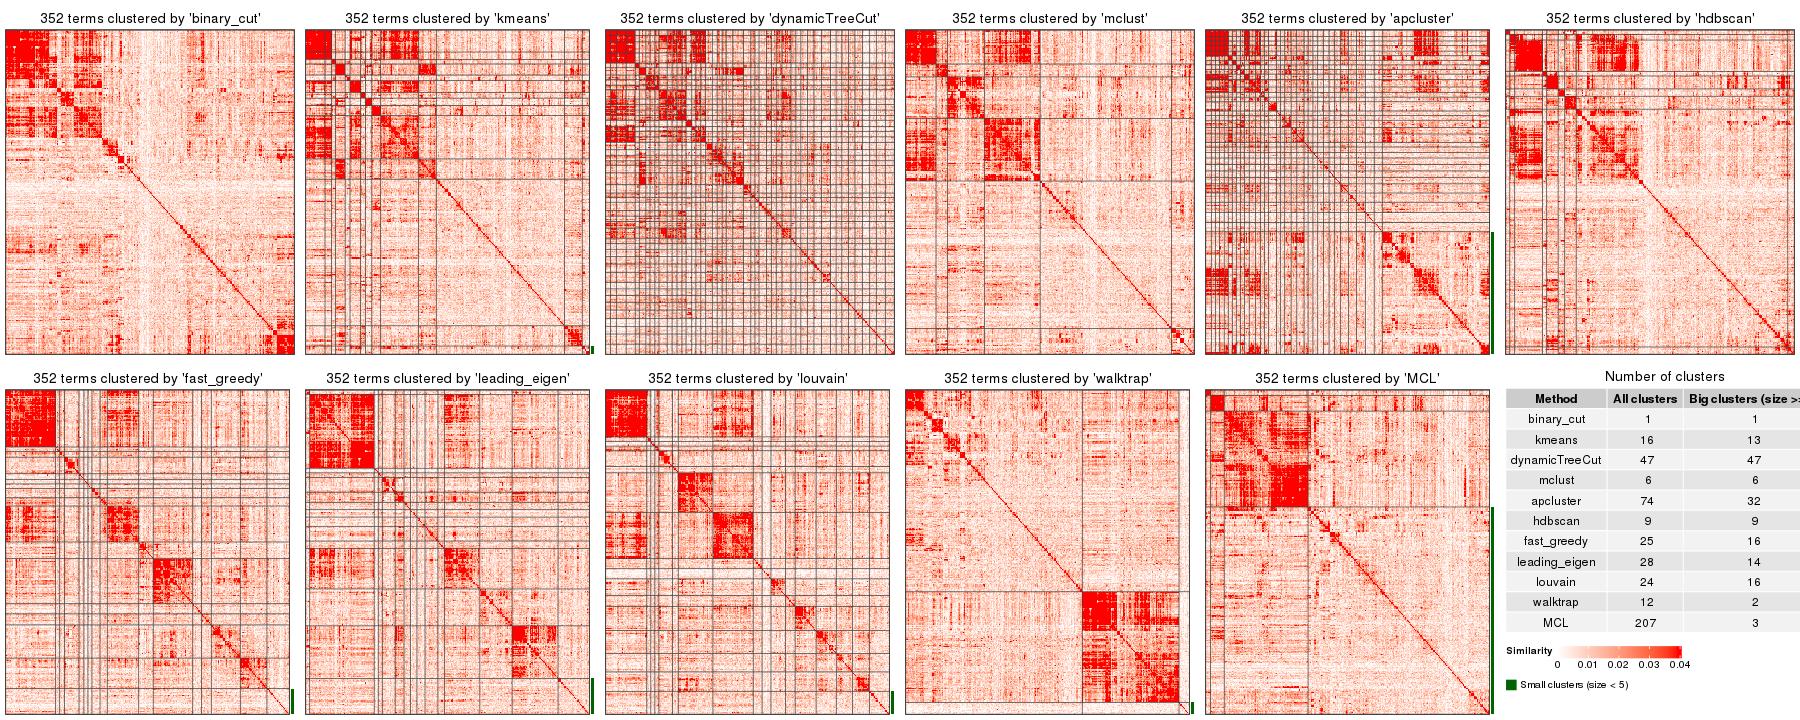 352 terms clustered by 'binary_cut'
352 terms clustered by 'kmeans'
352 terms clustered by 'dynamicTreeCut'
352 terms clustered by 'mclust'
352 terms clustered by 'apcluster'
352 terms clustered by 'hdbscan'
352 terms clustered by 'fast_greedy'
352 terms clustered by 'leading_eigen'
352 terms clustered by 'louvain'
352 terms clustered by 'walktrap'
352 terms clustered by 'MCL'
Number of clusters
Method All clusters Big clusters (size >=
binary_cut 1 1
kmeans 16 13
dynamicTreeCut 47 47
mclust 6 6
apcluster 74 32
hdbscan 9 9
fast_greedy 25 16
leading_eigen 28 14
louvain 24 16
walktrap 12 2
MCL 207 3
Similarity
0 0.01 0.02 0.03 0.04
Small clusters (size < 5)